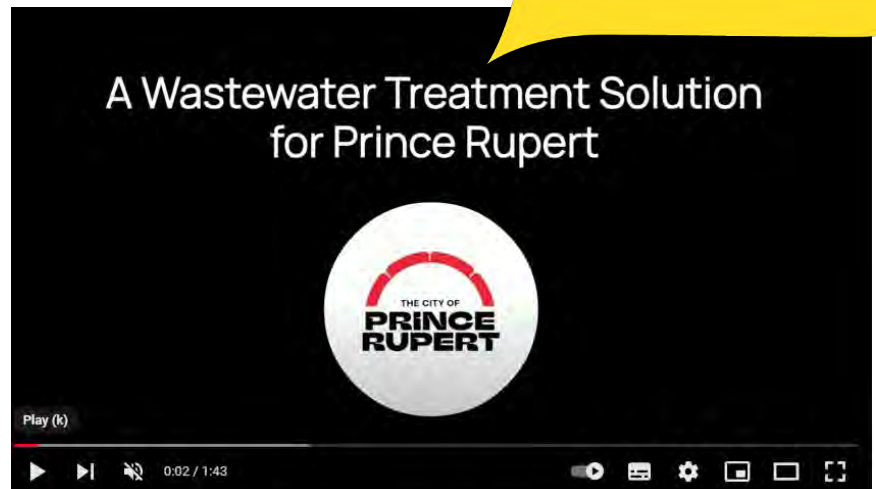 A Wastewater Treatment Solution
for Prince Rupert
THE CITY OF
PRINCE
RUPERT
Play (k)
0:02 / 1:43